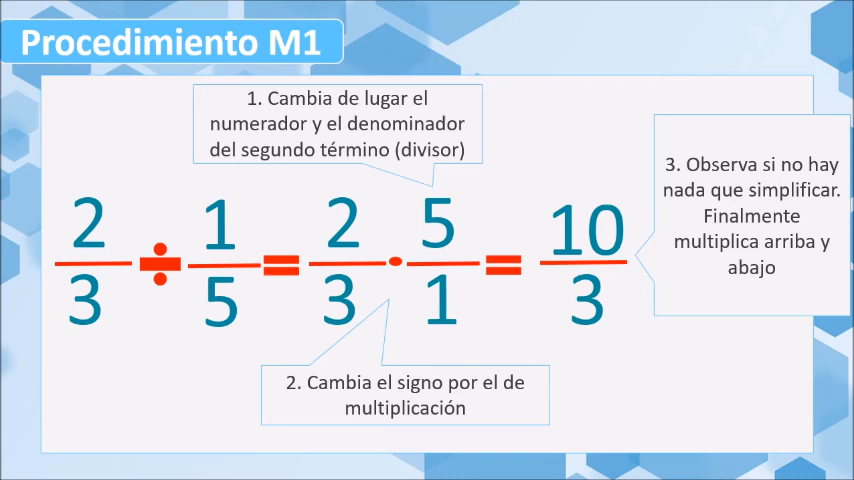 Procedimiento M1
1. Cambia de lugar el
numerador y el denominador
del segundo término (divisor)
3. Observa si no hay
nada que simplificar.
Finalmente
multiplica arriba y
abajo
2 1 2 5 10
÷ = • =
3 5 3 1 3
2. Cambia el signo por el de
multiplicación